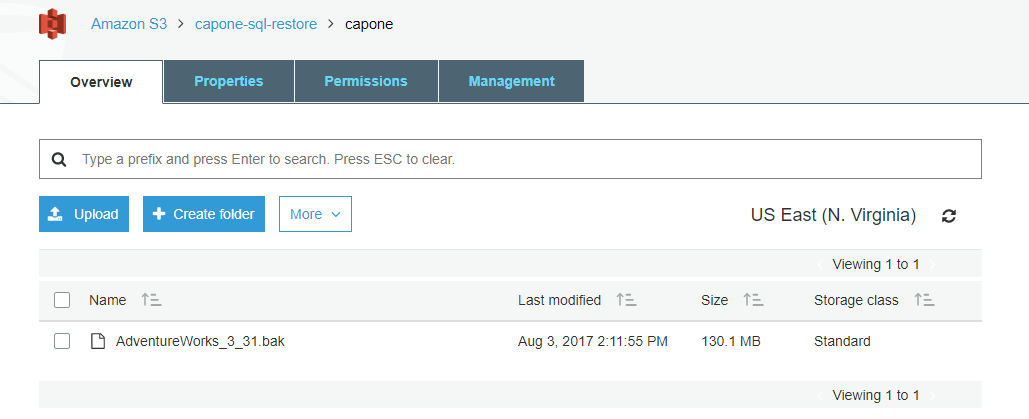 Amazon S3 > capone-sql-restore > capone
Overview Properties Permissions Management
Type a prefix and press Enter to search. Press ESC to clear.
Upload Create folder More US East (N. Virginia)
Viewing 1 to 1
Name Last modified Size Storage class
AdventureWorks_3_31.bak Aug 3, 2017 2:11:55 PM 130.1 MB Standard
Viewing 1 to 1